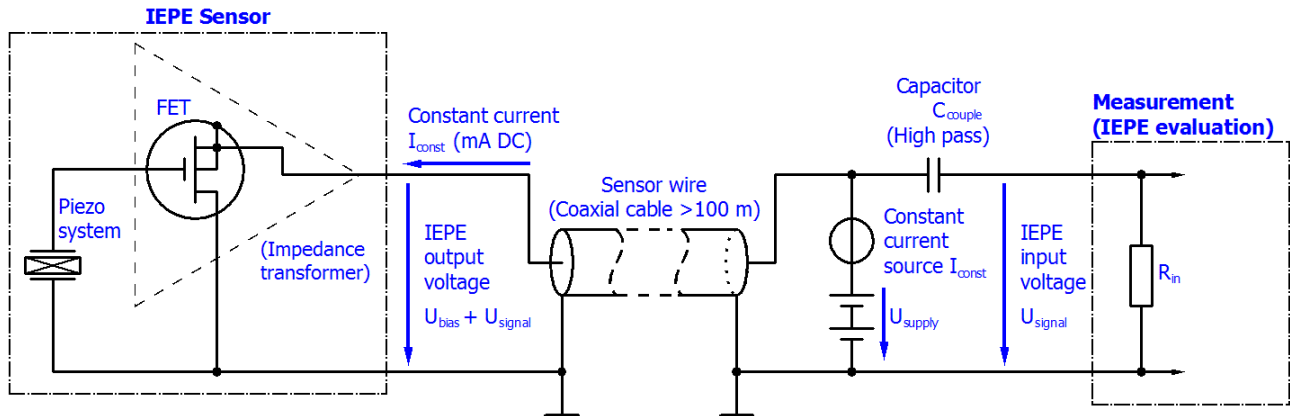 IEPE Sensor
FET
Piezo
system
(Impedance
transformer)
Constant current
Iconst (mA DC)
IEPE
output
voltage
Ubias + Usignal
Sensor wire
(Coaxial cable >100 m)
Capacitor
Ccouple
(High pass)
Constant
current
source Iconst
Usupply
IEPE
input
voltage
Usignal
Measurement
(IEPE evaluation)
Rin